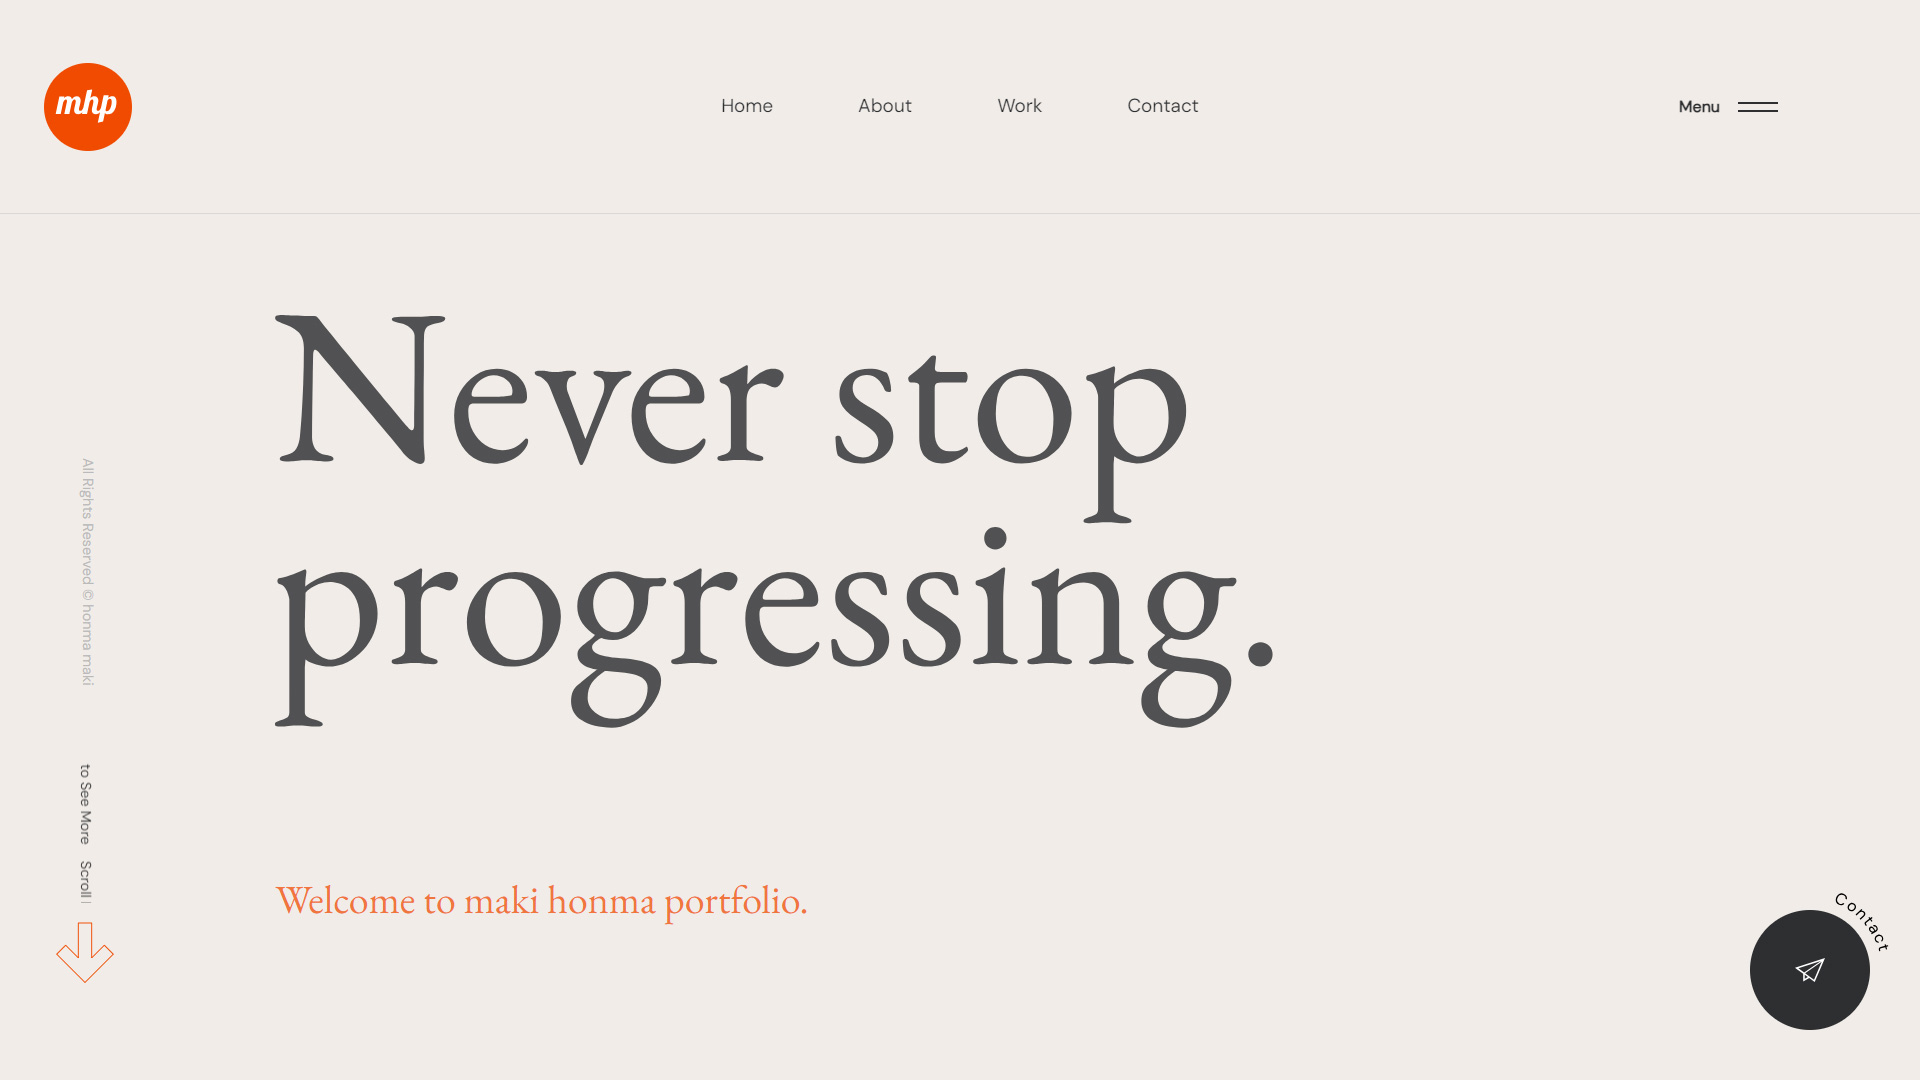 mhp
Home
About
Work
Contact
Menu
Never stop
progressing.
All Rights Reserved © honma maki
to See More
Scroll
Welcome to maki honma portfolio.
Contact